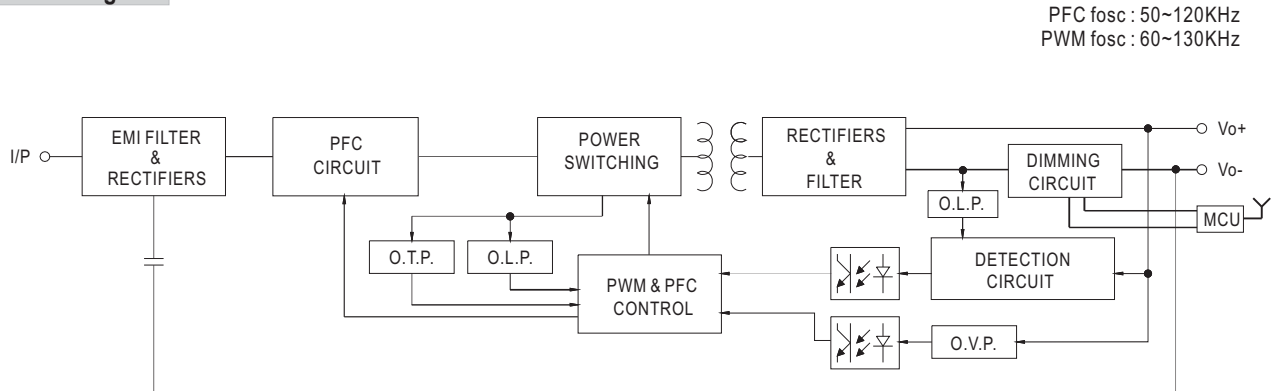 PFC fosc : 50~120KHz
PWM fosc : 60~130KHz
I/P
EMI FILTER
&
RECTIFIERS
PFC
CIRCUIT
POWER
SWITCHING
RECTIFIERS
&
FILTER
DIMMING
CIRCUIT
Vo+
Vo-
O.L.P.
MCU
O.T.P.
O.L.P.
PWM & PFC
CONTROL
DETECTION
CIRCUIT
O.V.P.